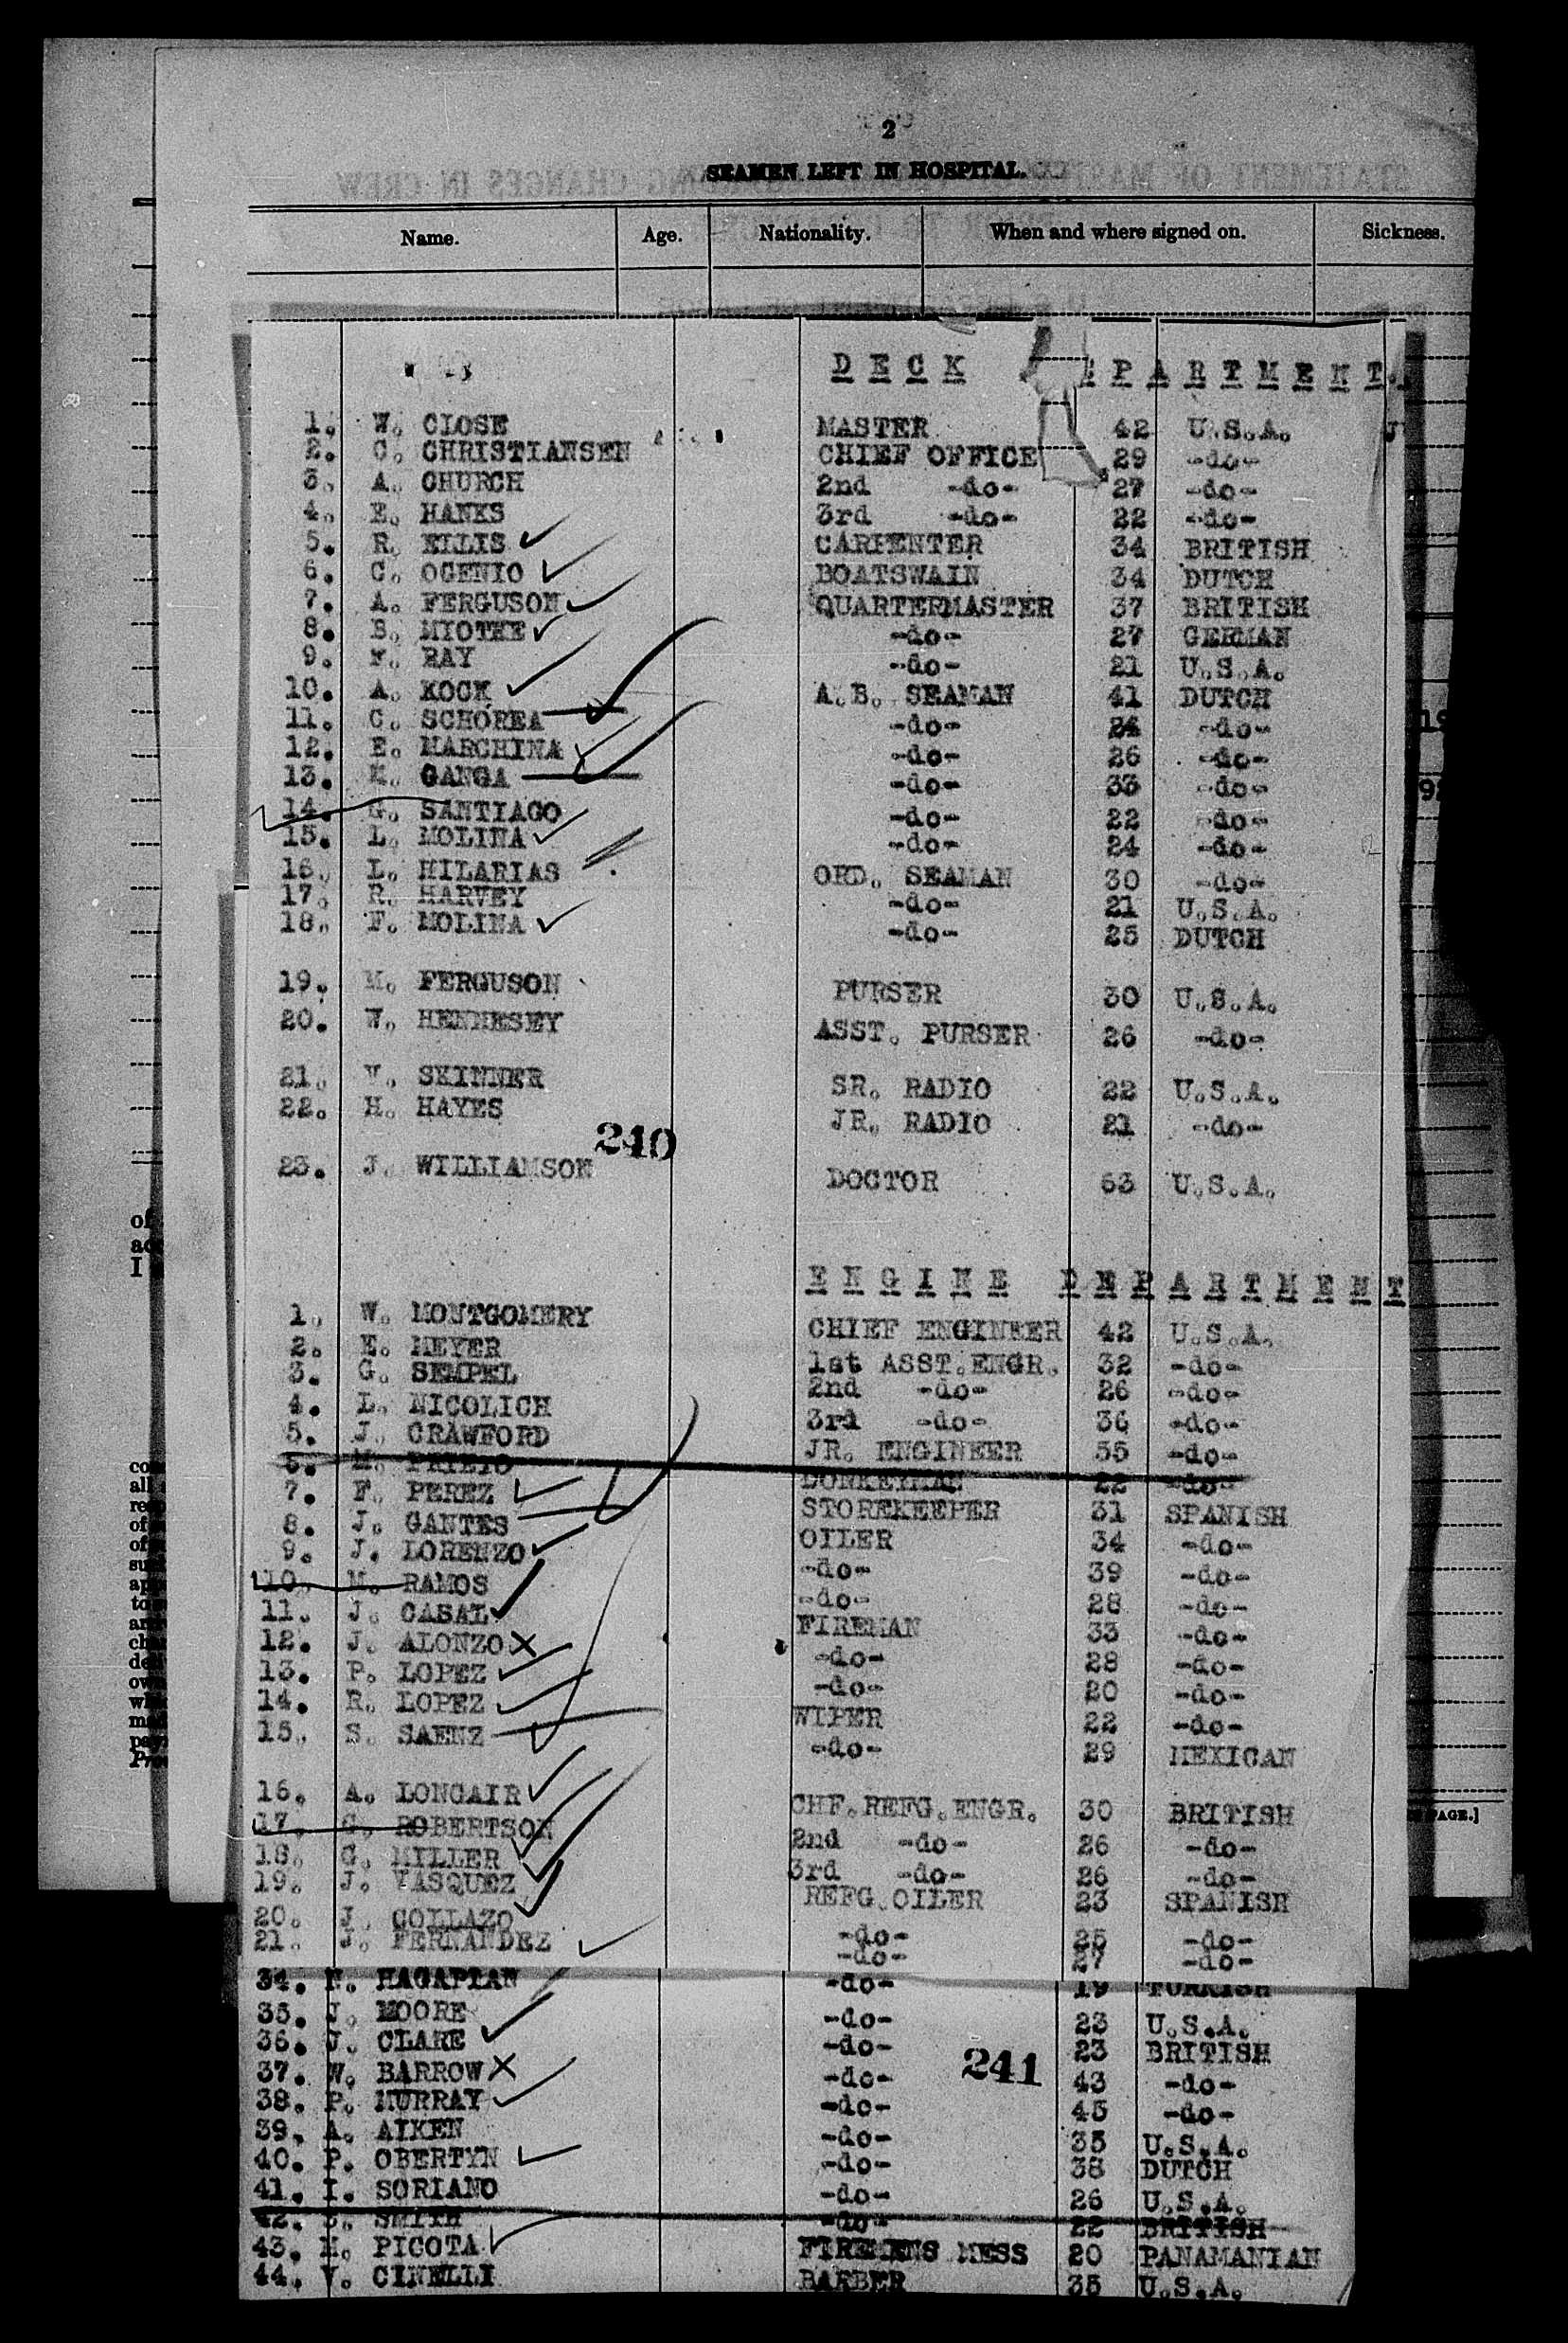 2
SEAMEN LEFT IN HOSPITAL.
Name. Age. Nationality. When and where signed on. Sickness.
DECK EPARTMENT.
1. W. CLOSE MASTER 42 U.S.A. J
2. C. CHRISTIANSEN CHIEF OFFICE 29 -do-
3. A. CHURCH 2nd -do- 27 -do-
4. E. HANKS 3rd -do- 22 -do-
5. R. ELLIS CARPENTER 34 BRITISH
6. C. OGENIO BOATSWAIN 34 DUTCH
7. A. FERGUSON QUARTERMASTER 37 BRITISH
8. S. MIOTKE -do- 27 GERMAN
9. F. RAY -do- 21 U.S.A.
10. A. KOCK A.B. SEAMAN 41 DUTCH
11. C. SCHOREA -do- 24 -do-
12. E. MARCHINA -do- 26 -do-
13. GANGA -do- 33 -do-
14. G. SANTIAGO -do- 22 -do-
15. L. MOLINA -do- 24 -do-
16. L. HILARIAS ORD. SEAMAN 30 -do-
17. R. HARVEY -do- 21 U.S.A.
18. F. MOLINA -do- 25 DUTCH
19. M. FERGUSON PURSER 30 U.S.A.
20. W. HENNESEY ASST. PURSER 26 -do-
21. V. SKINNER SR. RADIO 22 U.S.A.
22. H. HAYES JR. RADIO 21 -do-
240
23. J. WILLIAMSON DOCTOR 63 U.S.A.
ENGINE DEPARTMENT
1. W. MONTGOMERY CHIEF ENGINEER 42 U.S.A.
2. E. MEYER 1st ASST.ENGR. 32 -do-
3. G. SEMPEL 2nd -do- 26 -do-
4. L. NICOLICH 3rd -do- 36 -do-
5. J. CRAWFORD JR. ENGINEER 55 -do-
6. M. PRIETO DONKEYMAN 22 -do-
7. F. PEREZ STOREKEEPER 31 SPANISH
8. J. GANTES OILER 34 -do-
9. J. LORENZO -do- 39 -do-
10. M. RAMOS -do- 28 -do-
11. J. CASAL FIREMAN 33 -do-
12. J. ALONZO -do- 28 -do-
13. P. LOPEZ -do- 20 -do-
14. R. LOPEZ WIPER 22 -do-
15. S. SAENZ -do- 29 MEXICAN
16. A. LONGAIR CHF.REFG.ENGR. 30 BRITISH
17. ROBERTSON 2nd -do- 26 -do-
18. G. MILLER 3rd -do- 26 -do-
19. J. VASQUEZ REFG.OILER 23 SPANISH
20. J. COLLAZO -do- 25 -do-
21. J. FERNANDEZ -do- 27 -do-
34. HAGAPIAN -do- 19 TURKISH
35. J. MOORE -do- 23 U.S.A.
36. J. CLARE -do- 23 BRITISH
37. W. BARROW -do- 241 43 -do-
38. P. MURRAY -do- 45 -do-
39. A. AIKEN -do- 35 U.S.A.
40. P. OBERTYN -do- 38 DUTCH
41. I. SORIANO -do- 26 U.S.A.
42. SMITH -do- 22 BRITISH
43. PICOTA FIREMENS MESS 20 PANAMANIAN
44. V. CINELLI BARBER 35 U.S.A.
PAGE.]